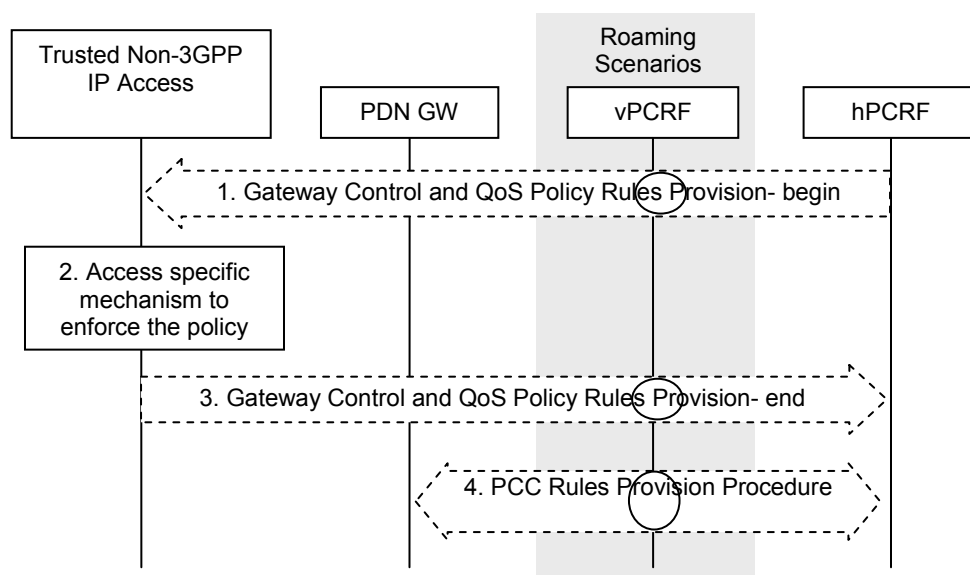 Trusted Non-3GPP
IP Access
PDN GW
Roaming
Scenarios
vPCRF
hPCRF
1. Gateway Control and QoS Policy Rules Provision- begin
2. Access specific
mechanism to
enforce the policy
3. Gateway Control and QoS Policy Rules Provision- end
4. PCC Rules Provision Procedure